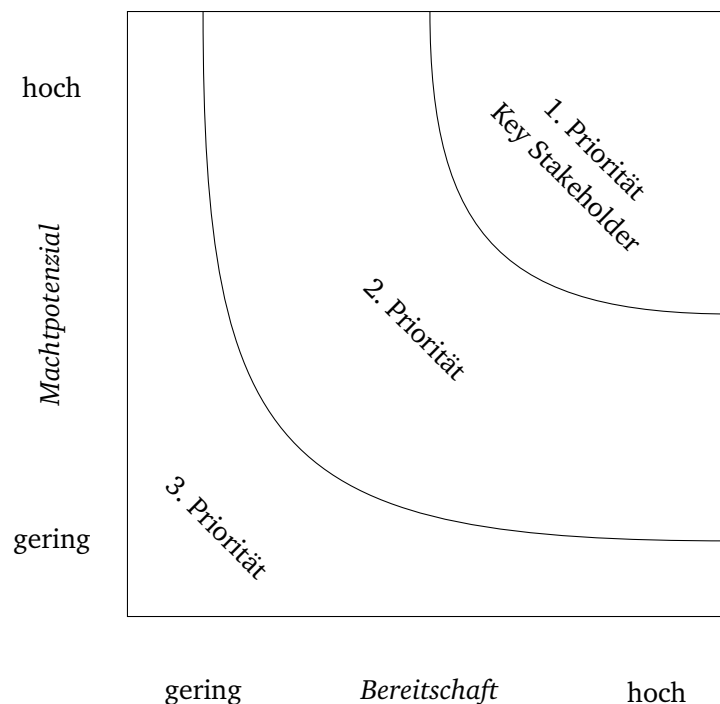 hoch
1. Priorität
Key Stakeholder
Machtpotenzial
2. Priorität
3. Priorität
gering
gering
Bereitschaft
hoch